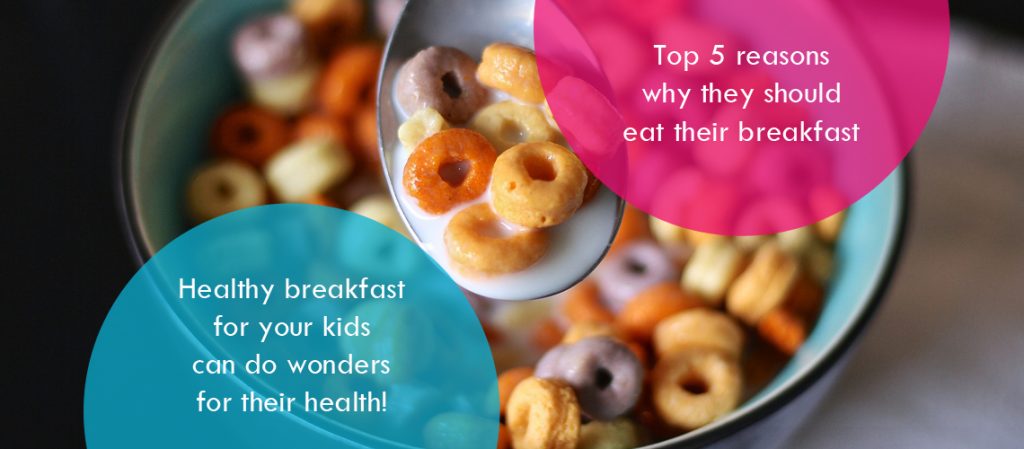 Healthy breakfast
for your kids
can do wonders
for their health!
Top 5 reasons
why they should
eat their breakfast